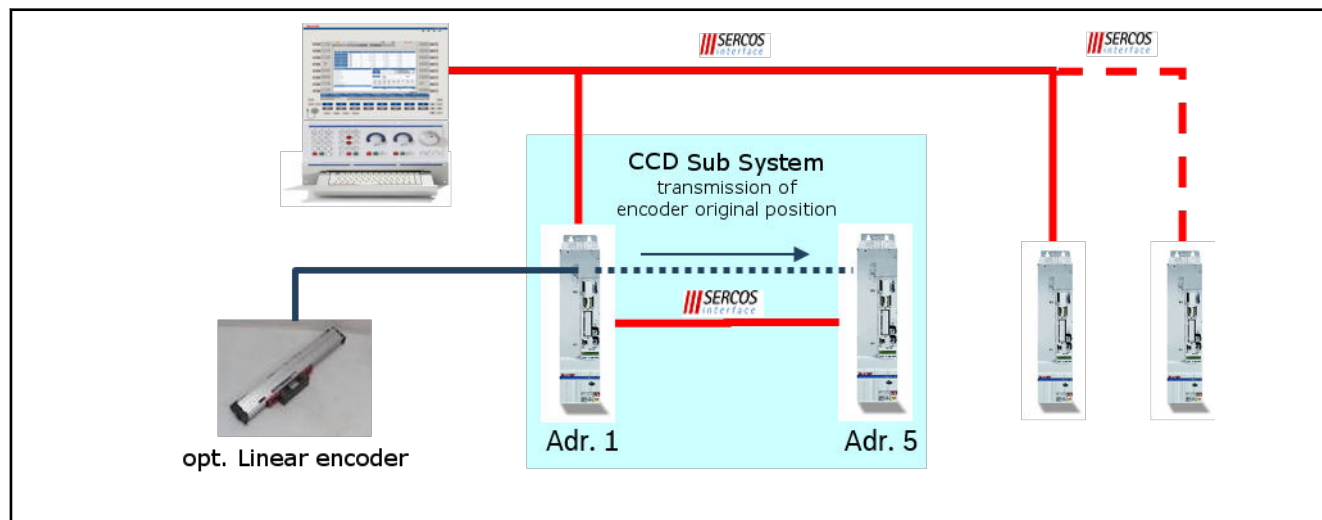 SERCOS
interface
SERCOS
interface
CCD Sub System
transmission of
encoder original position
SERCOS
interface
Adr. 1
Adr. 5
opt. Linear encoder